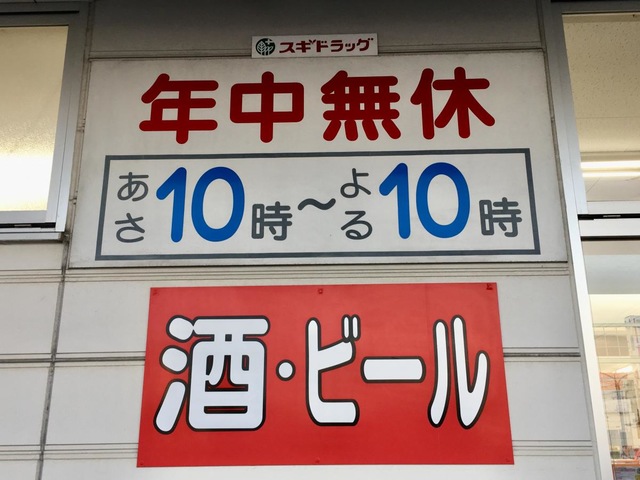 スギドラッグ
年中無休
あさ10時～よる10時
酒・ビール